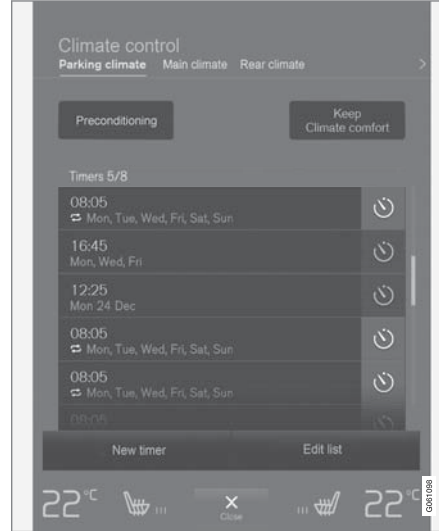 Climate control
Parking climate Main climate Rear climate >
Preconditioning
Keep
Climate comfort
Timers 5/8
08:05
Mon, Tue, Wed, Fri, Sat, Sun
16:45
Mon, Wed, Fri
12:25
Mon 24 Dec
08:05
Mon, Tue, Wed, Fri, Sat, Sun
08:05
Mon, Tue, Wed, Fri, Sat, Sun
08:05
New timer Edit list
22°C 22°C
Close
G061098